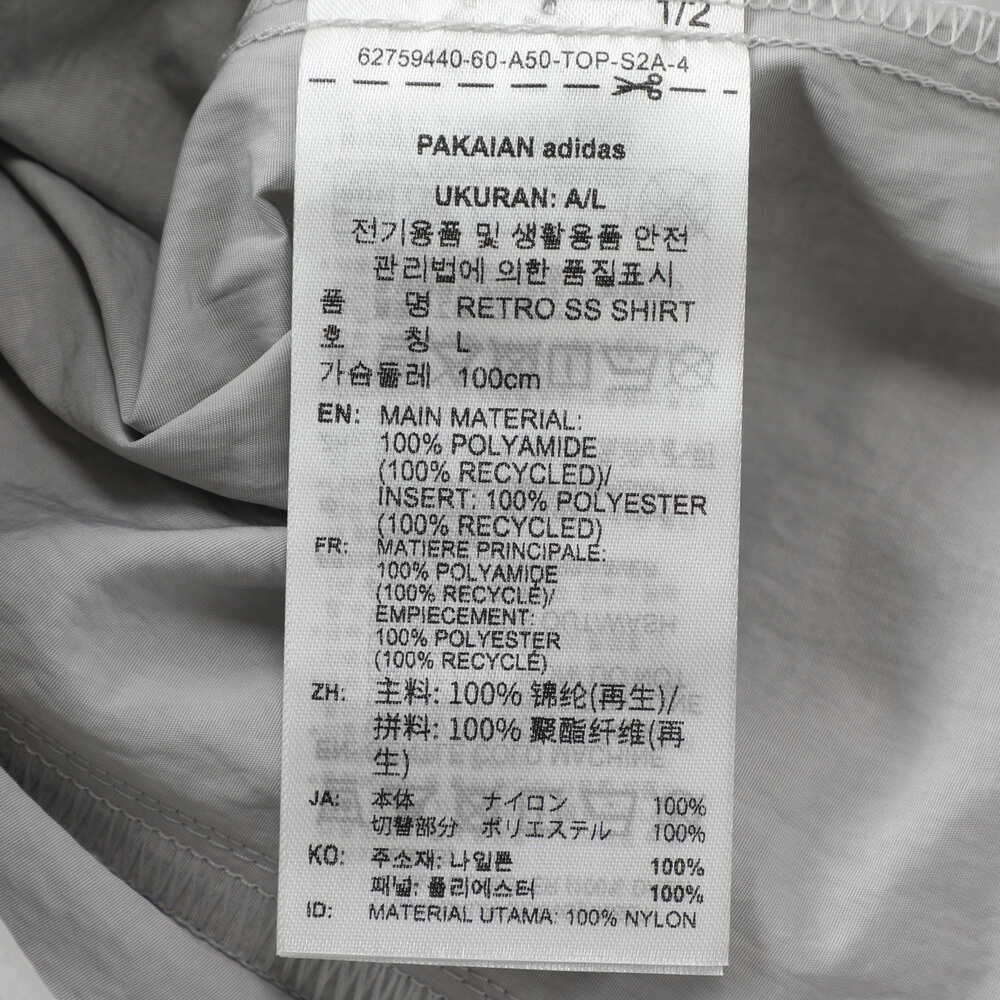 1/2
62759440-60-A50-TOP-S2A-4
PAKAIAN adidas
UKURAN: A/L
전기용품 및 생활용품 안전
관리법에 의한 품질표시
품 명 RETRO SS SHIRT
호 칭 L
가슴둘레 100cm
EN: MAIN MATERIAL:
100% POLYAMIDE
(100% RECYCLED)/
INSERT: 100% POLYESTER
(100% RECYCLED)
FR: MATIERE PRINCIPALE:
100% POLYAMIDE
(100% RECYCLÉ)/
EMPIECEMENT:
100% POLYESTER
(100% RECYCLÉ)
ZH: 主料: 100% 锦纶(再生)/
拼料: 100% 聚酯纤维(再
生)
JA: 本体 ナイロン 100%
切替部分 ポリエステル 100%
KO: 주소재: 나일론 100%
패널: 폴리에스터 100%
ID: MATERIAL UTAMA: 100% NYLON